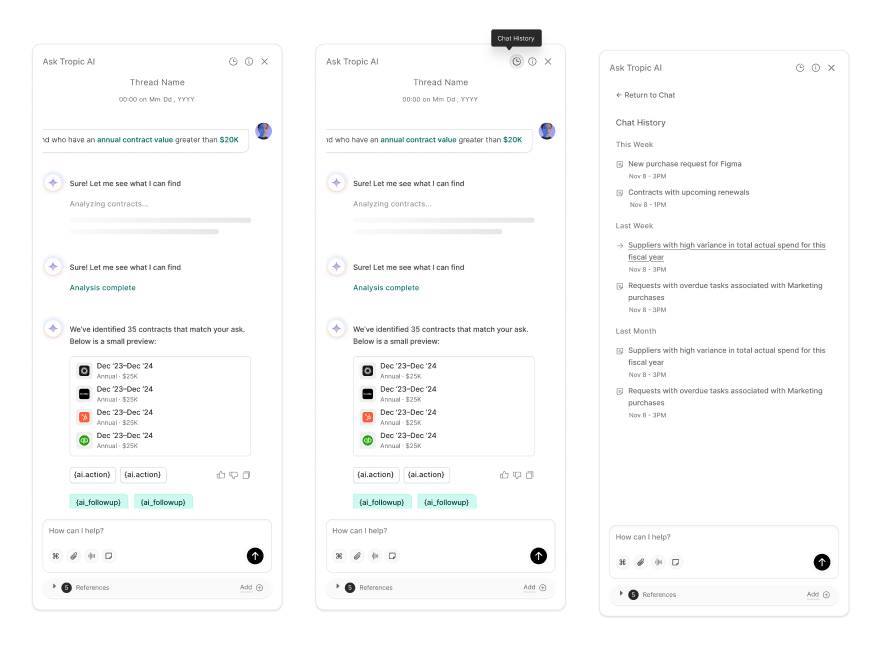 Ask Tropic AI
Thread Name
00:00 on Mm Dd, YYYY
nd who have an annual contract value greater than $20K
Sure! Let me see what I can find
Analyzing contracts...
Sure! Let me see what I can find
Analysis complete
We've identified 35 contracts that match your ask.
Below is a small preview:
Dec '23–Dec '24
Annual · $25K
Dec '23–Dec '24
Annual · $25K
Dec '23–Dec '24
Annual · $25K
Dec '23–Dec '24
Annual · $25K
{ai.action} {ai.action}
{ai_followup} {ai_followup}
How can I help?
5 References Add
Chat History
Ask Tropic AI
Thread Name
00:00 on Mm Dd, YYYY
nd who have an annual contract value greater than $20K
Sure! Let me see what I can find
Analyzing contracts...
Sure! Let me see what I can find
Analysis complete
We've identified 35 contracts that match your ask.
Below is a small preview:
Dec '23–Dec '24
Annual · $25K
Dec '23–Dec '24
Annual · $25K
Dec '23–Dec '24
Annual · $25K
Dec '23–Dec '24
Annual · $25K
{ai.action} {ai.action}
{ai_followup} {ai_followup}
How can I help?
5 References Add
Ask Tropic AI
← Return to Chat
Chat History
This Week
New purchase request for Figma
Nov 8 - 3PM
Contracts with upcoming renewals
Nov 8 - 1PM
Last Week
→ Suppliers with high variance in total actual spend for this
fiscal year
Nov 8 - 3PM
Requests with overdue tasks associated with Marketing
purchases
Nov 8 - 3PM
Last Month
Suppliers with high variance in total actual spend for this
fiscal year
Nov 8 - 3PM
Requests with overdue tasks associated with Marketing
purchases
Nov 8 - 3PM
How can I help?
5 References Add